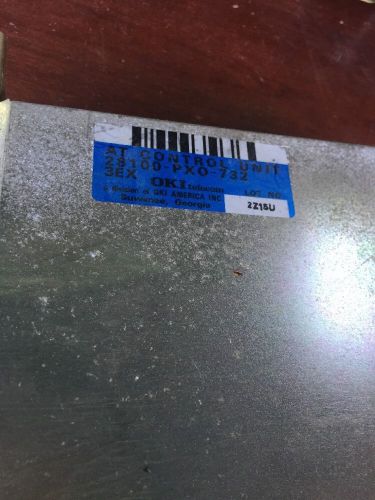 AT CONTROL UNIT
28100-PX0-732
3EX
OKI telecom
a division of OKI AMERICA INC
Suwanee, Georgia
LOT NO.
2Z15U